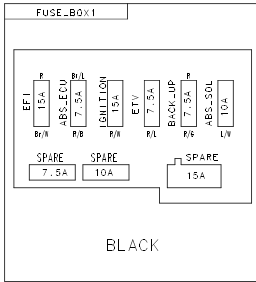 FUSE_BOX1
R Br/L R
EFI 15A ABS_ECU 7.5A IGNITION 15A ETV 7.5A BACK_UP 7.5A ABS_SOL 10A
Br/W R/B R/W R/L R/G L/W
SPARE SPARE SPARE
7.5A 10A 15A
BLACK